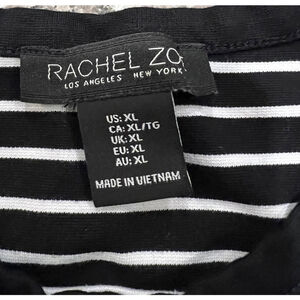 RACHEL ZO
LOS ANGELES NEW YORK
US: XL
CA: XL/TG
UK: XL
EU: XL
AU: XL
MADE IN VIETNAM